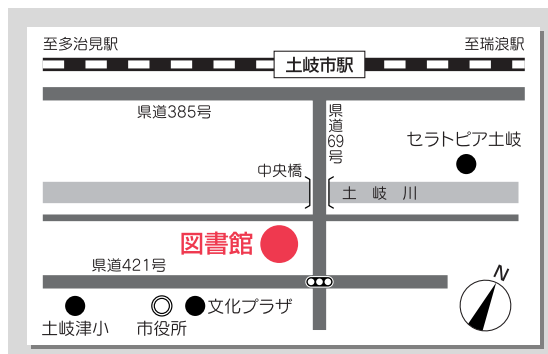 至多治見駅
至瑞浪駅
土岐市駅
県道385号
県道69号
セラトピア土岐
中央橋
土岐川
図書館
県道421号
N
文化プラザ
土岐津小
市役所